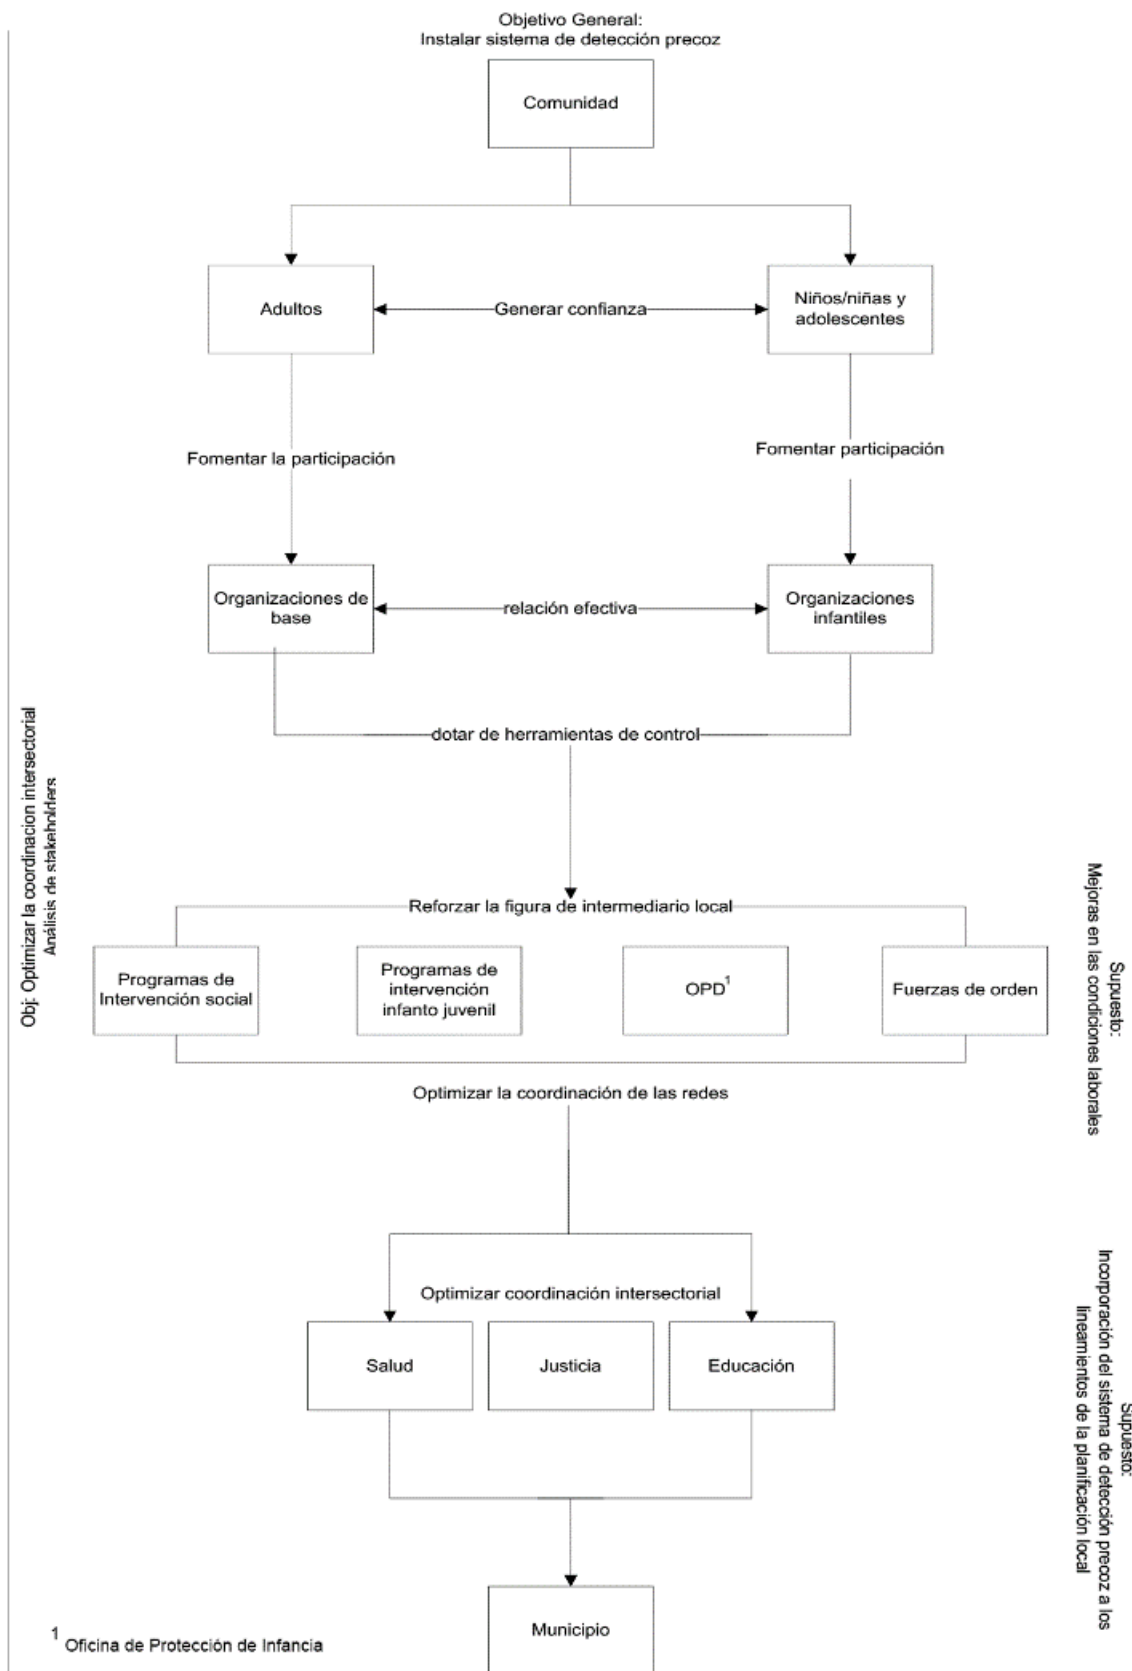 Objetivo General:
Instalar sistema de detección precoz
Comunidad
Adultos
Generar confianza
Niños/niñas y
adolescentes
Fomentar la participación
Fomentar participación
Organizaciones de
base
relación efectiva
Organizaciones
infantiles
dotar de herramientas de control
Obj: Optimizar la coordinacion intersectorial
Análisis de stakeholders
Reforzar la figura de intermediario local
Programas de
Intervención social
Programas de
intervención
infanto juvenil
OPD¹
Fuerzas de orden
Supuesto:
Mejoras en las condiciones laborales
Optimizar la coordinación de las redes
Optimizar coordinación intersectorial
Salud
Justicia
Educación
Supuesto:
Incorporación del sistema de detección precoz a los
lineamientos de la planificación local
Municipio
¹ Oficina de Protección de Infancia